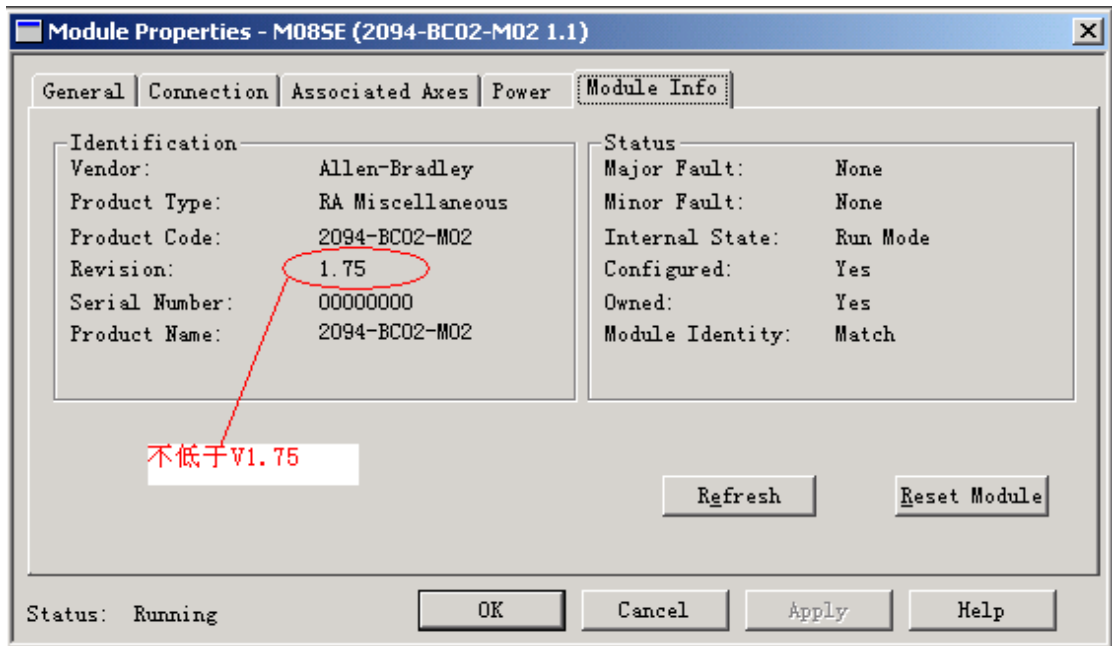 Module Properties - M08SE (2094-BC02-M02 1.1)
General Connection Associated Axes Power Module Info
Identification
Vendor: Allen-Bradley
Product Type: RA Miscellaneous
Product Code: 2094-BC02-M02
Revision: 1.75
Serial Number: 00000000
Product Name: 2094-BC02-M02
Status
Major Fault: None
Minor Fault: None
Internal State: Run Mode
Configured: Yes
Owned: Yes
Module Identity: Match
不低于V1.75
Refresh Reset Module
Status: Running OK Cancel Apply Help